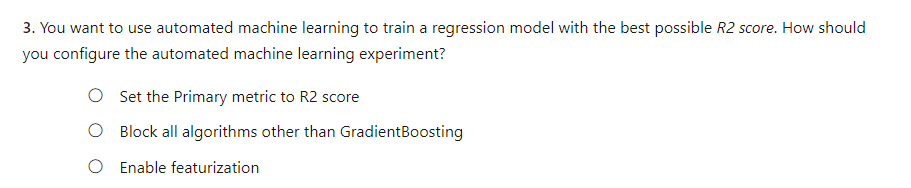 3. You want to use automated machine learning to train a regression model with the best possible R2 score. How should
you configure the automated machine learning experiment?
Set the Primary metric to R2 score
Block all algorithms other than GradientBoosting
Enable featurization